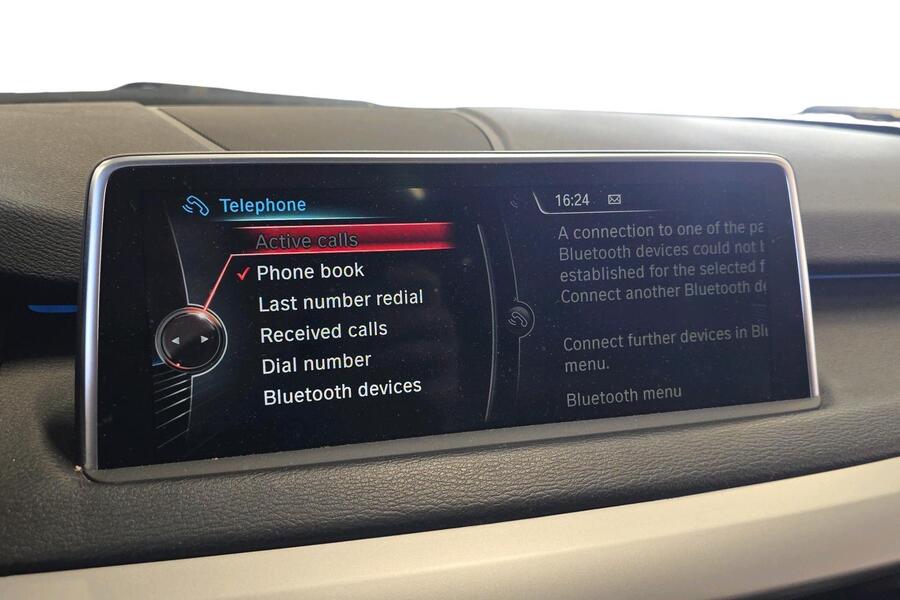 Telephone
Active calls
Phone book
Last number redial
Received calls
Dial number
Bluetooth devices
16:24
A connection to one of the
Bluetooth devices could not
established for the selected
Connect another Bluetooth
Connect further devices in
menu.
Bluetooth menu